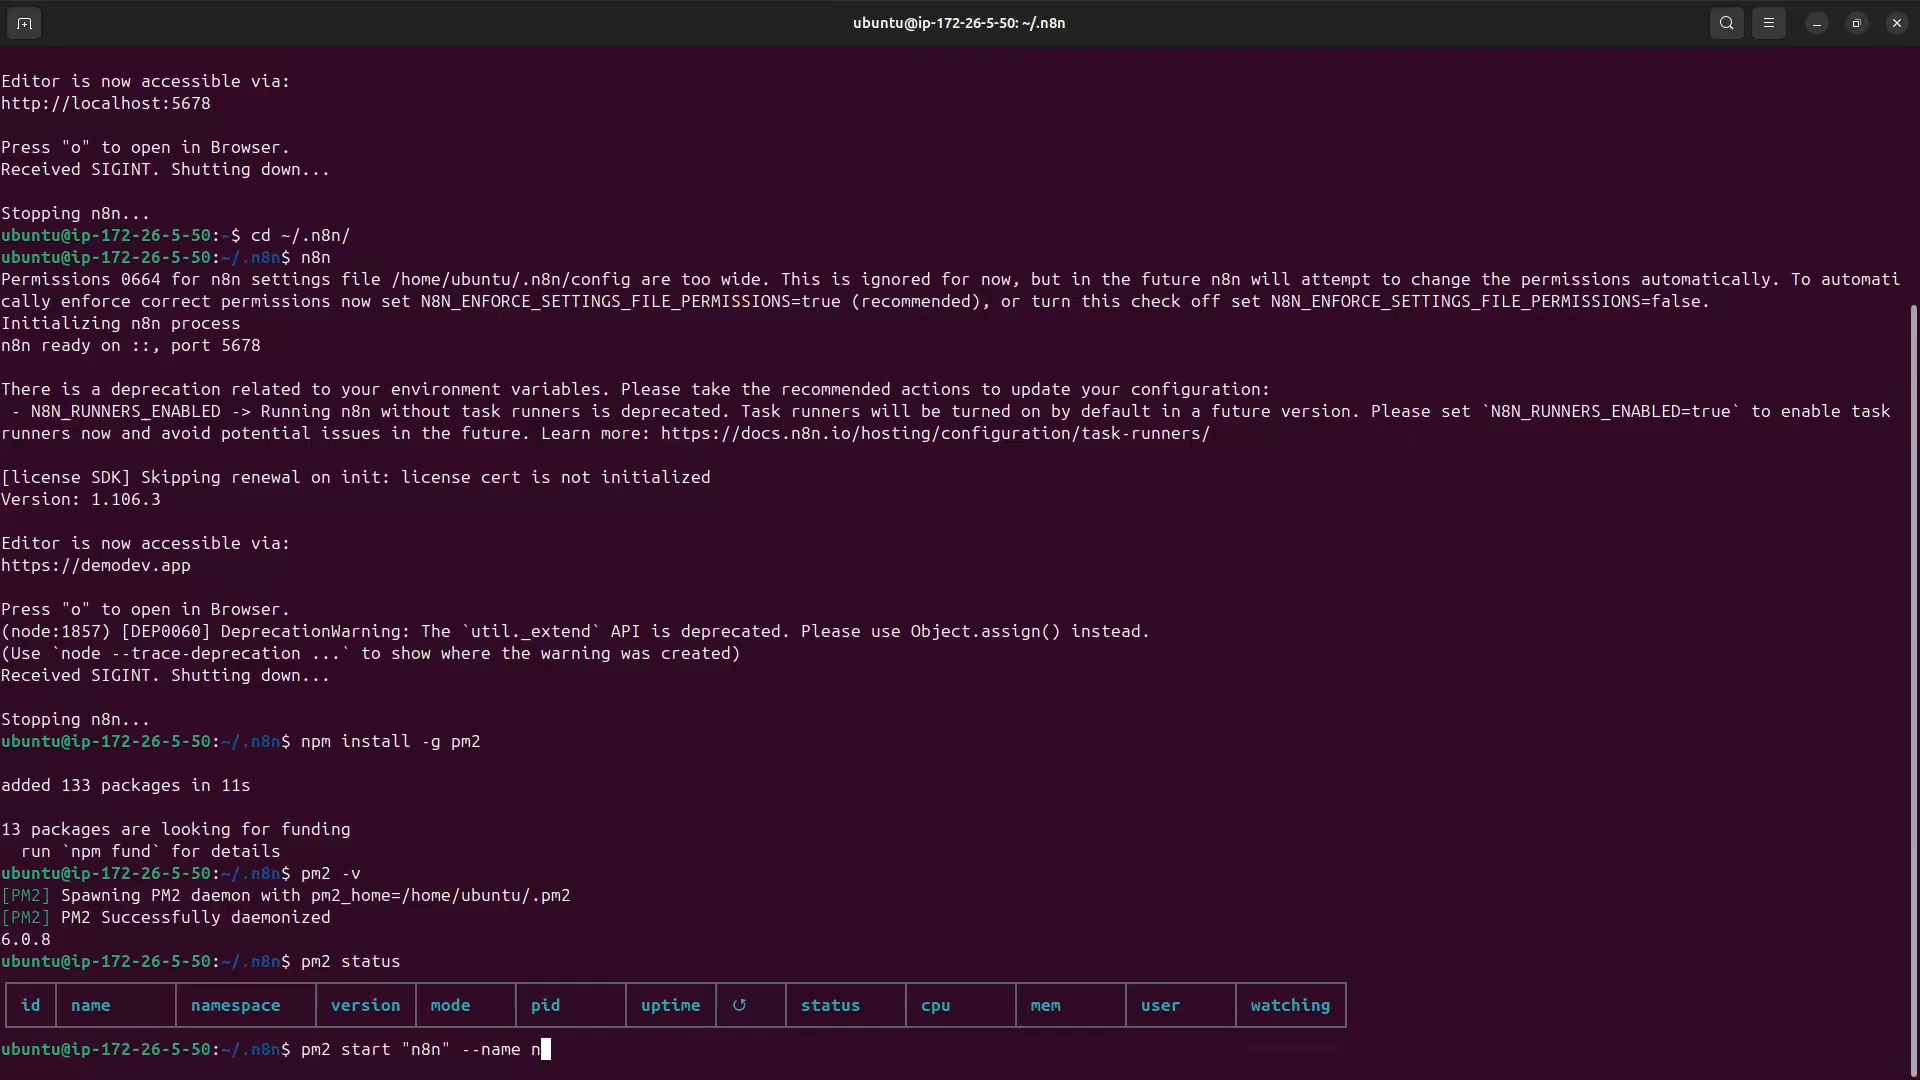 ubuntu@ip-172-26-5-50: ~/.n8n
Editor is now accessible via:
http://localhost:5678
Press "o" to open in Browser.
Received SIGINT. Shutting down...
Stopping n8n...
ubuntu@ip-172-26-5-50:~$ cd ~/.n8n/
ubuntu@ip-172-26-5-50:~/.n8n$ n8n
Permissions 0664 for n8n settings file /home/ubuntu/.n8n/config are too wide. This is ignored for now, but in the future n8n will attempt to change the permissions automatically. To automati
cally enforce correct permissions now set N8N_ENFORCE_SETTINGS_FILE_PERMISSIONS=true (recommended), or turn this check off set N8N_ENFORCE_SETTINGS_FILE_PERMISSIONS=false.
Initializing n8n process
n8n ready on ::, port 5678
There is a deprecation related to your environment variables. Please take the recommended actions to update your configuration:
 - N8N_RUNNERS_ENABLED -> Running n8n without task runners is deprecated. Task runners will be turned on by default in a future version. Please set `N8N_RUNNERS_ENABLED=true` to enable task
runners now and avoid potential issues in the future. Learn more: https://docs.n8n.io/hosting/configuration/task-runners/
[license SDK] Skipping renewal on init: license cert is not initialized
Version: 1.106.3
Editor is now accessible via:
https://demodev.app
Press "o" to open in Browser.
(node:1857) [DEP0060] DeprecationWarning: The `util._extend` API is deprecated. Please use Object.assign() instead.
(Use `node --trace-deprecation ...` to show where the warning was created)
Received SIGINT. Shutting down...
Stopping n8n...
ubuntu@ip-172-26-5-50:~/.n8n$ npm install -g pm2
added 133 packages in 11s
13 packages are looking for funding
  run `npm fund` for details
ubuntu@ip-172-26-5-50:~/.n8n$ pm2 -v
[PM2] Spawning PM2 daemon with pm2_home=/home/ubuntu/.pm2
[PM2] PM2 Successfully daemonized
6.0.8
ubuntu@ip-172-26-5-50:~/.n8n$ pm2 status
id name namespace version mode pid uptime ↺ status cpu mem user watching
ubuntu@ip-172-26-5-50:~/.n8n$ pm2 start "n8n" --name n